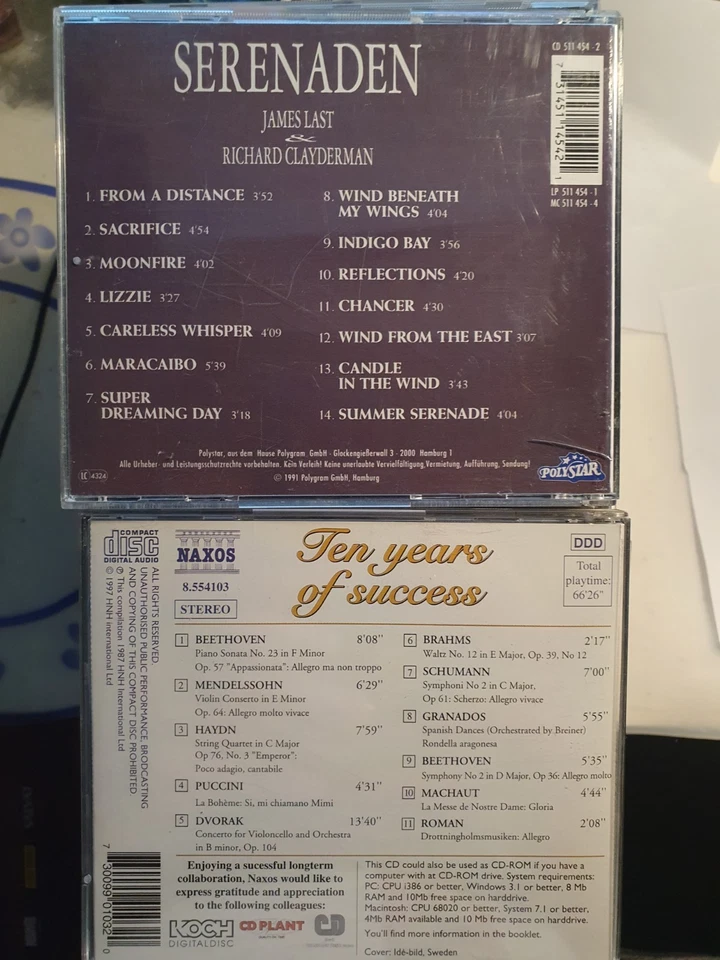 SERENADEN
JAMES LAST
&
RICHARD CLAYDERMAN
CD 511 454 - 2
7 31451 14542 1
LP 511 454 - 1
MC 511 454 - 4
1. FROM A DISTANCE 3'52
2. SACRIFICE 4'54
3. MOONFIRE 4'02
4. LIZZIE 3'27
5. CARELESS WHISPER 4'09
6. MARACAIBO 5'39
7. SUPER
DREAMING DAY 3'18
8. WIND BENEATH
MY WINGS 4'04
9. INDIGO BAY 3'56
10. REFLECTIONS 4'20
11. CHANCER 4'30
12. WIND FROM THE EAST 3'07
13. CANDLE
IN THE WIND 3'43
14. SUMMER SERENADE 4'04
Polystar, aus dem Hause Polygram GmbH - Glockengießerwall 3 - 2000 Hamburg 1
Alle Urheber- und Leistungsschutzrechte vorbehalten. Kein Verleih! Keine unerlaubte Vervielfältigung, Vermietung, Aufführung, Sendung!
© 1991 Polygram GmbH, Hamburg
LC 4324
POLYSTAR
COMPACT
disc
DIGITAL AUDIO
NAXOS
8.554103
STEREO
Ten years
of success
DDD
Total
playtime:
66'26"
ALL RIGHTS RESERVED.
UNAUTHORISED PUBLIC PERFORMANCE, BRODCASTING
AND COPYING OF THIS COMPACT DISC PROHIBITED
℗ This compilation 1987 HNH International Ltd
© 1997 HNH international Ltd
1 BEETHOVEN 8'08"
Piano Sonata No. 23 in F Minor
Op. 57 "Appassionata": Allegro ma non troppo
2 MENDELSSOHN 6'29"
Violin Conserto in E Minor
Op. 64: Allegro molto vivace
3 HAYDN 7'59"
String Quartet in C Major
Op 76, No. 3 "Emperor":
Poco adagio, cantabile
4 PUCCINI 4'31"
La Bohème: Si, mi chiamano Mimi
5 DVORAK 13'40"
Concerto for Violoncello and Orchestra
in B minor, Op. 104
6 BRAHMS 2'17"
Waltz No. 12 in E Major, Op. 39, No 12
7 SCHUMANN 7'00"
Symphoni No 2 in C Major,
Op 61: Scherzo: Allegro vivace
8 GRANADOS 5'55"
Spanish Dances (Orchestrated by Breiner)
Rondella aragonesa
9 BEETHOVEN 5'35"
Symphony No 2 in D Major, Op 36: Allegro molto
10 MACHAUT 4'44"
La Messe de Nostre Dame: Gloria
11 ROMAN 2'08"
Drottningholmsmusiken: Allegro
7 30099 01032 0
Enjoying a sucessful longterm
collaboration, Naxos would like to
express gratitude and appreciation
to the following colleagues:
KOCH
DIGITALDISC
CD PLANT
CD
This CD could also be used as CD-ROM if you have a
computer with at CD-ROM drive. System requirements:
PC: CPU i386 or better, Windows 3.1 or better, 8 Mb
RAM and 10Mb free space on harddrive.
Macintosh: CPU 68020 or better, System 7.1 or better,
4Mb RAM available and 10 Mb free space on harddrive.
You'll find more information in the booklet.
Cover: Idé-bild, Sweden